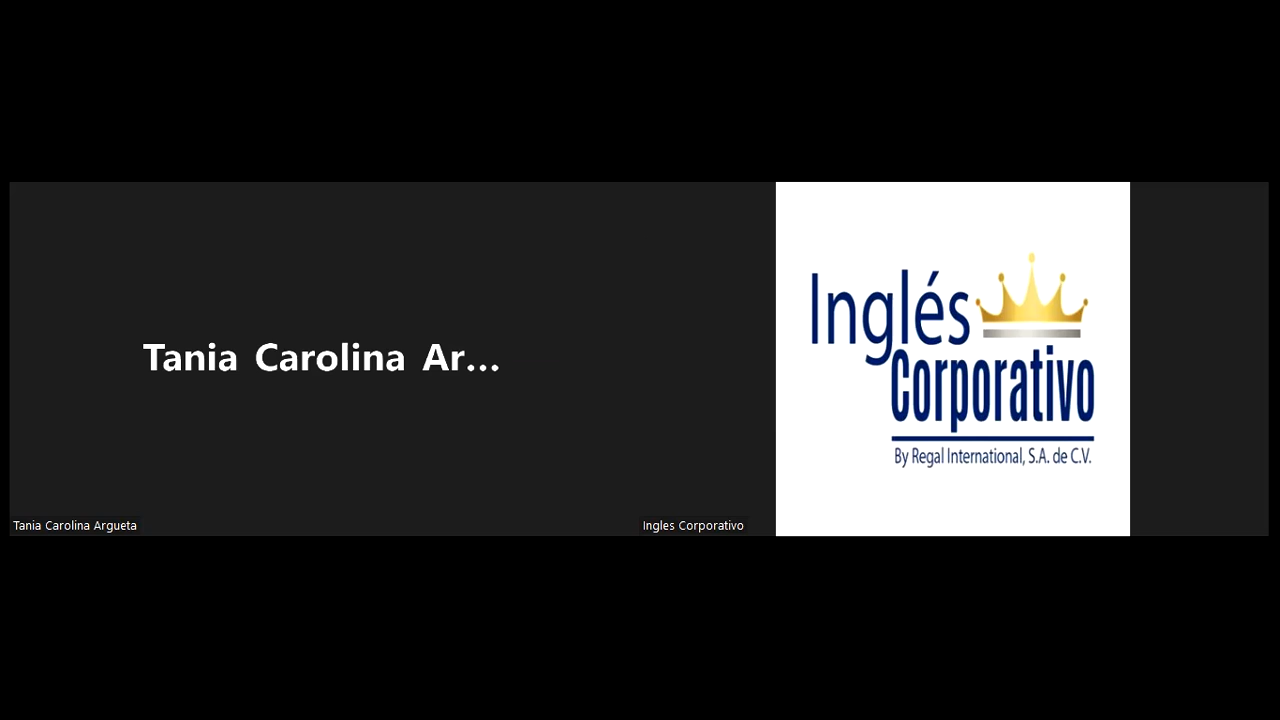 Tania Carolina Ar...
Tania Carolina Argueta
Inglés
Corporativo
By Regal International, S.A. de C.V.
Ingles Corporativo